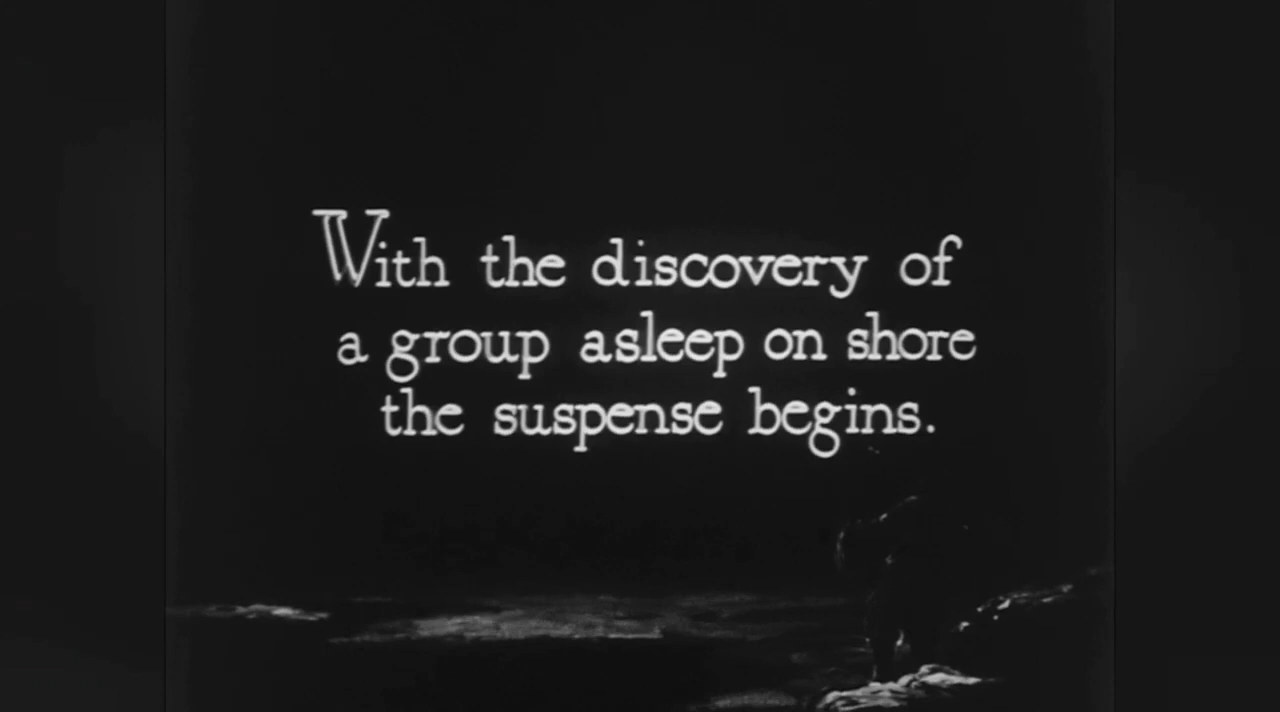 With the discovery of
a group asleep on shore
the suspense begins.